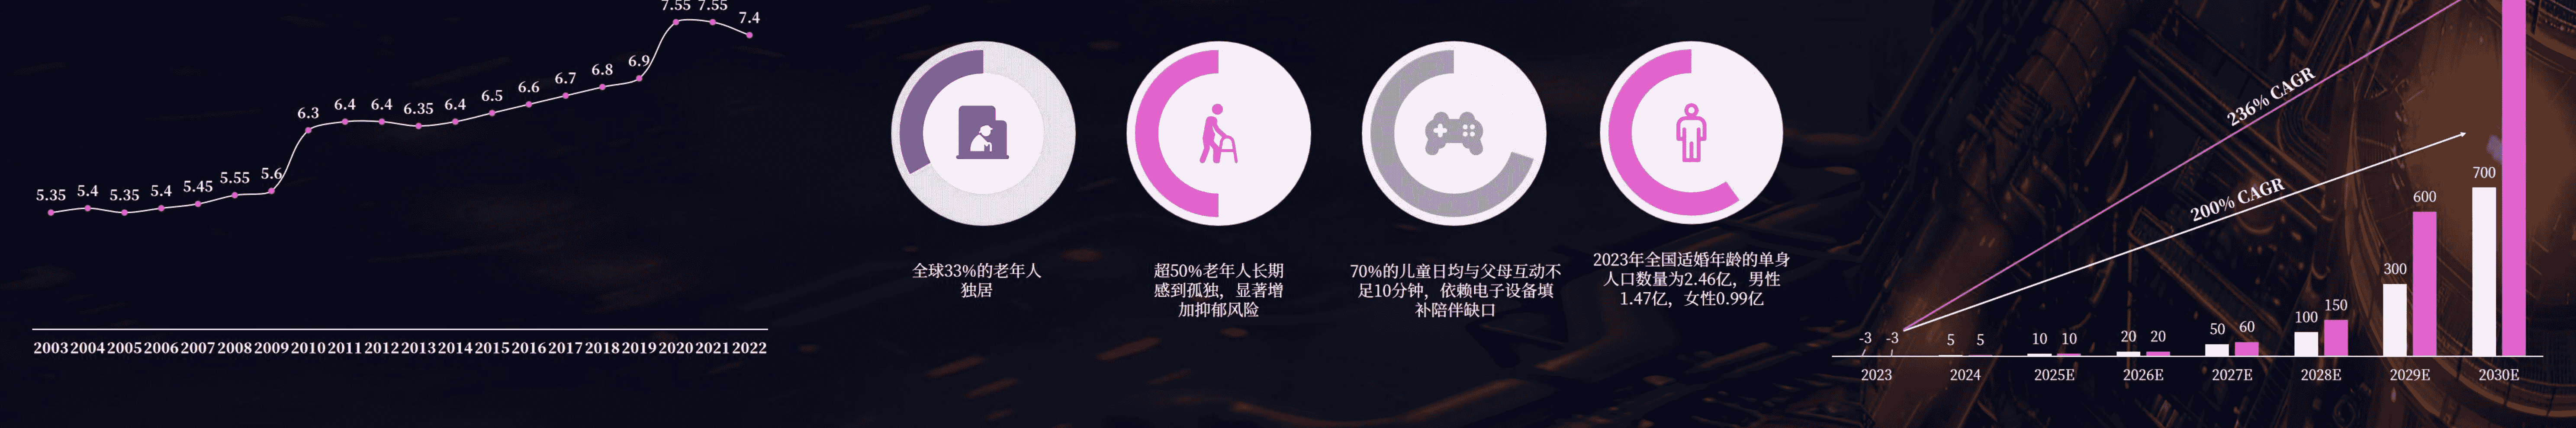 7.55 7.55
7.4
6.9
6.8
6.7
6.6
6.5
6.4
6.35
6.4
6.4
6.3
5.6
5.55
5.45
5.4
5.35
5.4
5.35
2003 2004 2005 2006 2007 2008 2009 2010 2011 2012 2013 2014 2015 2016 2017 2018 2019 2020 2021 2022
全球33%的老年人
独居
超50%老年人长期
感到孤独，显著增
加抑郁风险
70%的儿童日均与父母互动不
足10分钟，依赖电子设备填
补陪伴缺口
2023年全国适婚年龄的单身
人口数量为2.46亿，男性
1.47亿，女性0.99亿
236% CAGR
200% CAGR
-3 -3
5 5
10 10
20 20
50 60
100 150
300 600
700
2023 2024 2025E 2026E 2027E 2028E 2029E 2030E